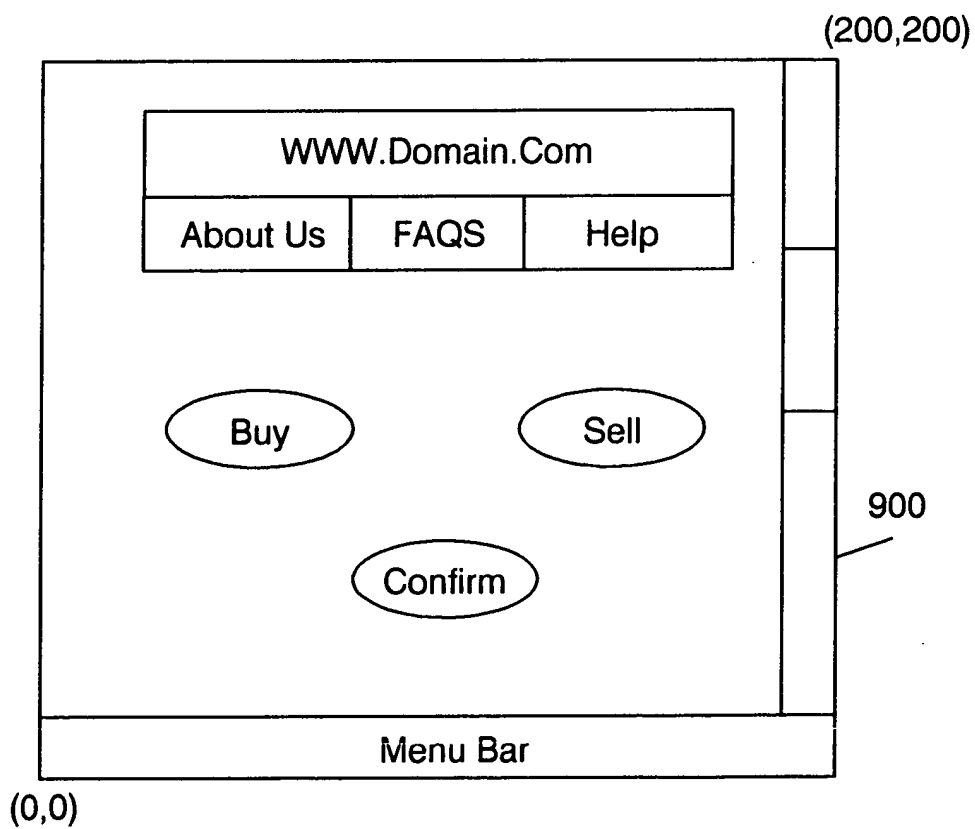 (200,200)
WWW.Domain.Com
About Us FAQS Help
Buy Sell
900
Confirm
Menu Bar
(0,0)